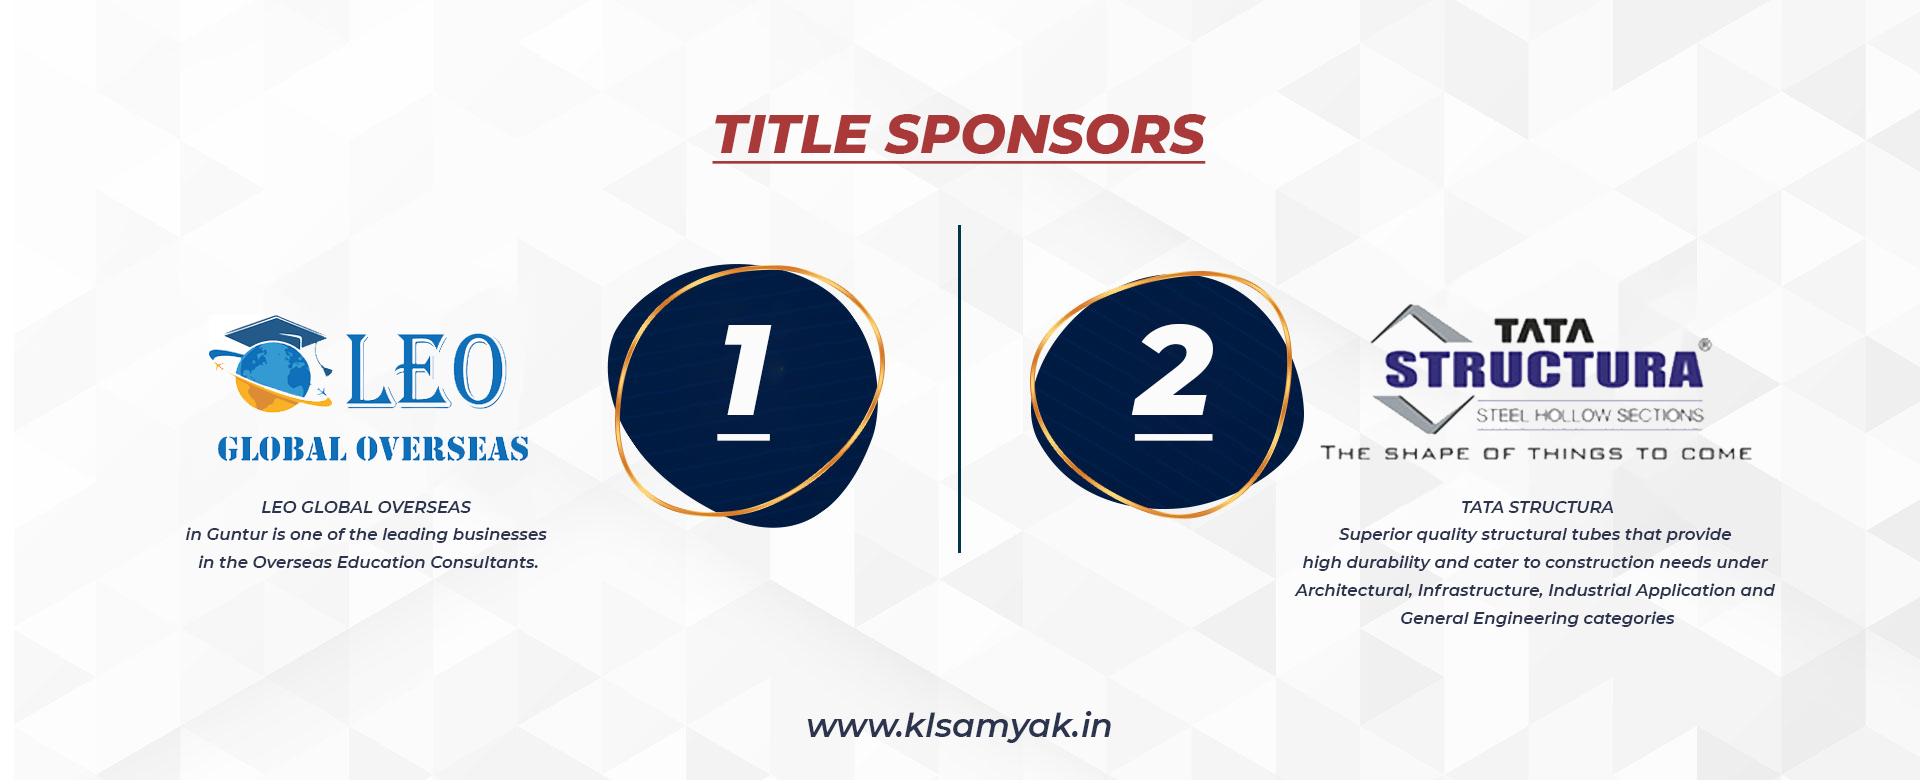 TITLE SPONSORS
LEO
GLOBAL OVERSEAS
LEO GLOBAL OVERSEAS
in Guntur is one of the leading businesses
in the Overseas Education Consultants.
1
2
TATA
STRUCTURA®
STEEL HOLLOW SECTIONS
THE SHAPE OF THINGS TO COME
TATA STRUCTURA
Superior quality structural tubes that provide
high durability and cater to construction needs under
Architectural, Infrastructure, Industrial Application and
General Engineering categories
www.klsamyak.in